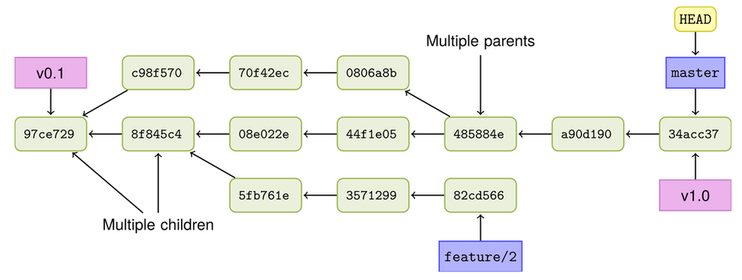 HEAD
Multiple parents
v0.1
c98f570
70f42ec
0806a8b
master
97ce729
8f845c4
08e022e
44f1e05
485884e
a90d190
34acc37
5fb761e
3571299
82cd566
v1.0
Multiple children
feature/2